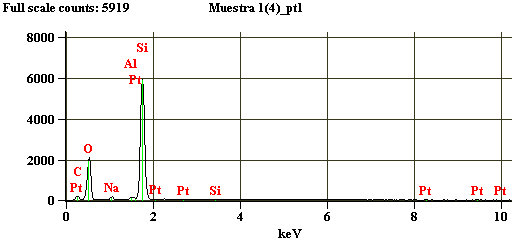 Full scale counts: 5919 Muestra 1(4)_pt1
8000
Si
Al
6000 Pt
4000
O
2000
C
Pt Na Pt Pt Si Pt Pt Pt
0
0 2 4 6 8 10
keV